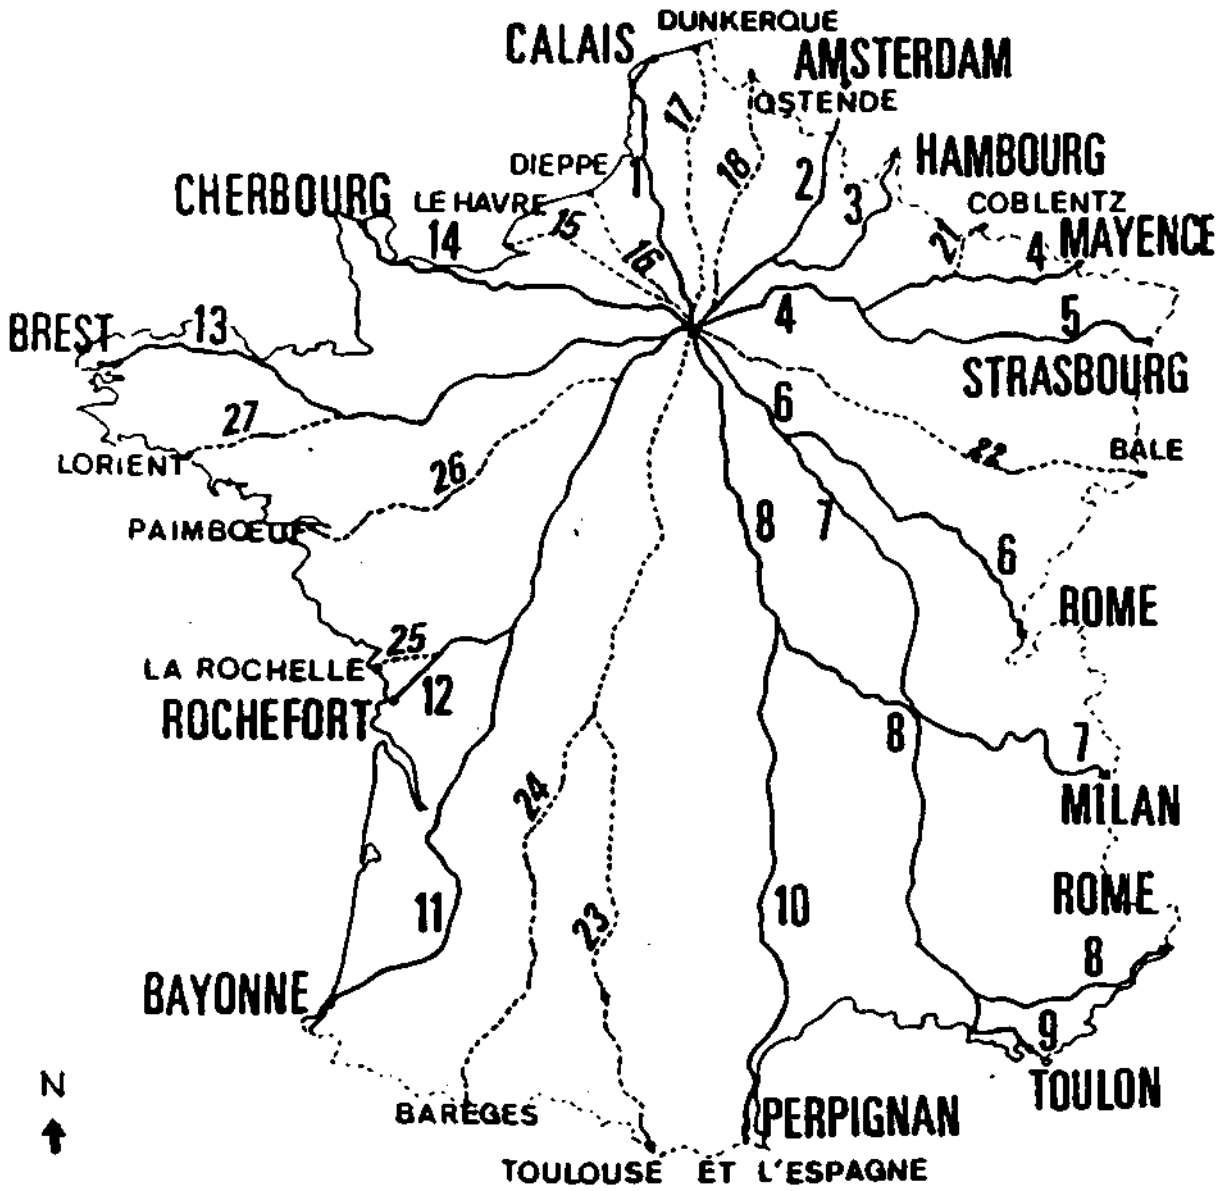 DUNKERQUE
CALAIS
AMSTERDAM
OSTENDE
17
18
HAMBOURG
DIEPPE
1
2
3
CHERBOURG
LE HAVRE
COBLENTZ
14
15
16
21
4
MAYENCE
BREST
13
4
5
STRASBOURG
6
27
26
22
BALE
LORIENT
PAIMBŒUF
8
7
6
ROME
25
LA ROCHELLE
12
ROCHEFORT
8
7
24
MILAN
11
23
10
ROME
BAYONNE
8
9
N
TOULON
BARÈGES
PERPIGNAN
TOULOUSE ET L'ESPAGNE